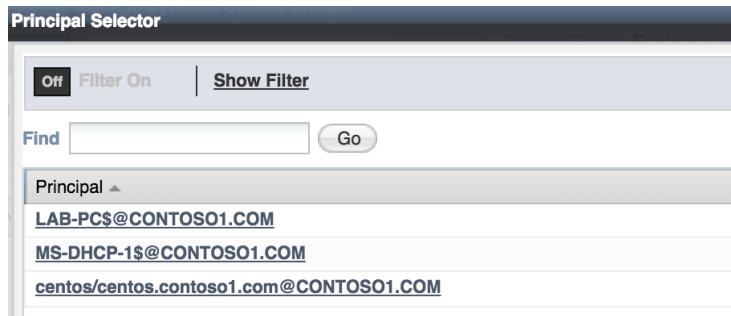 Principal Selector
Off Filter On Show Filter
Find Go
Principal
LAB-PC$@CONTOSO1.COM
MS-DHCP-1$@CONTOSO1.COM
centos/centos.contoso1.com@CONTOSO1.COM